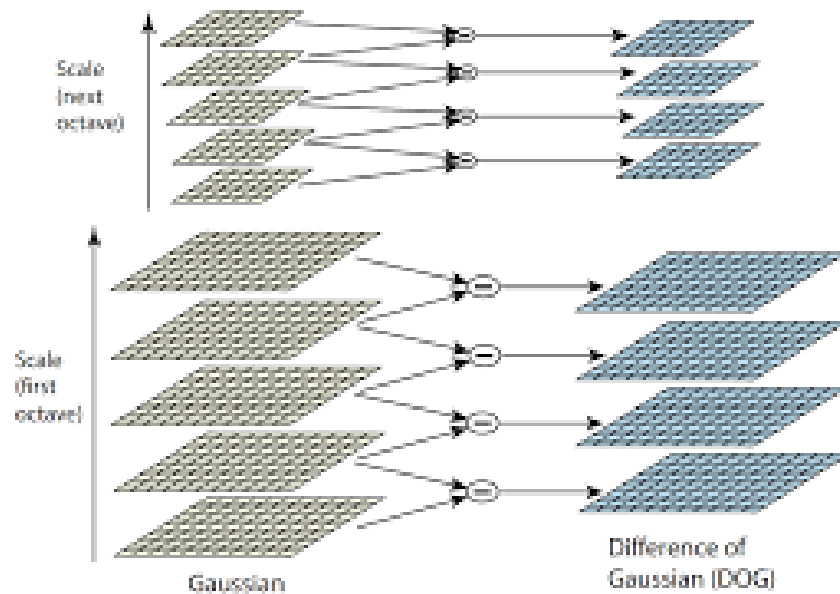 Scale
(next
octave)
Scale
(first
octave)
Gaussian
Difference of
Gaussian (DOG)